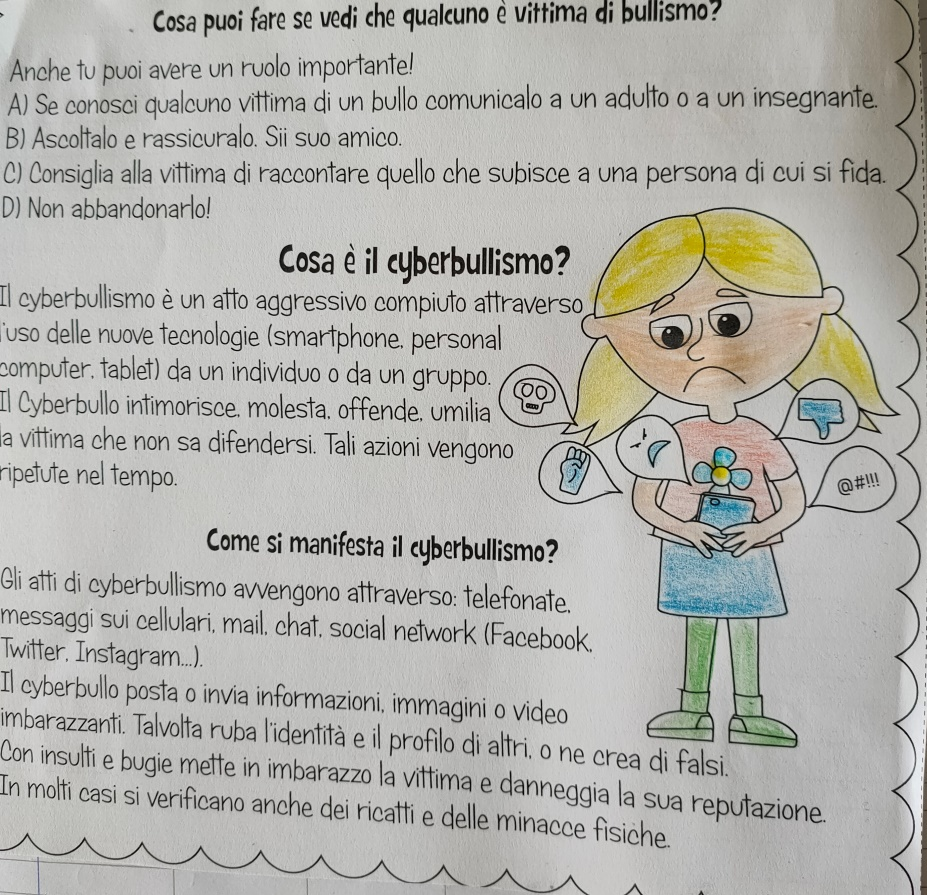 Cosa puoi fare se vedi che qualcuno è vittima di bullismo?
Anche tu puoi avere un ruolo importante!
A) Se conosci qualcuno vittima di un bullo comunicalo a un adulto o a un insegnante.
B) Ascoltalo e rassicuralo. Sii suo amico.
C) Consiglia alla vittima di raccontare quello che subisce a una persona di cui si fida.
D) Non abbandonarlo!
Cosa è il cyberbullismo?
Il cyberbullismo è un atto aggressivo compiuto attraverso
l'uso delle nuove tecnologie (smartphone, personal
computer, tablet) da un individuo o da un gruppo.
Il Cyberbullo intimorisce, molesta, offende, umilia
la vittima che non sa difendersi. Tali azioni vengono
ripetute nel tempo.
@#!!!
Come si manifesta il cyberbullismo?
Gli atti di cyberbullismo avvengono attraverso: telefonate,
messaggi sui cellulari, mail, chat, social network (Facebook,
Twitter, Instagram...).
Il cyberbullo posta o invia informazioni, immagini o video
imbarazzanti. Talvolta ruba l'identità e il profilo di altri, o ne crea di falsi.
Con insulti e bugie mette in imbarazzo la vittima e danneggia la sua reputazione.
In molti casi si verificano anche dei ricatti e delle minacce fisiche.